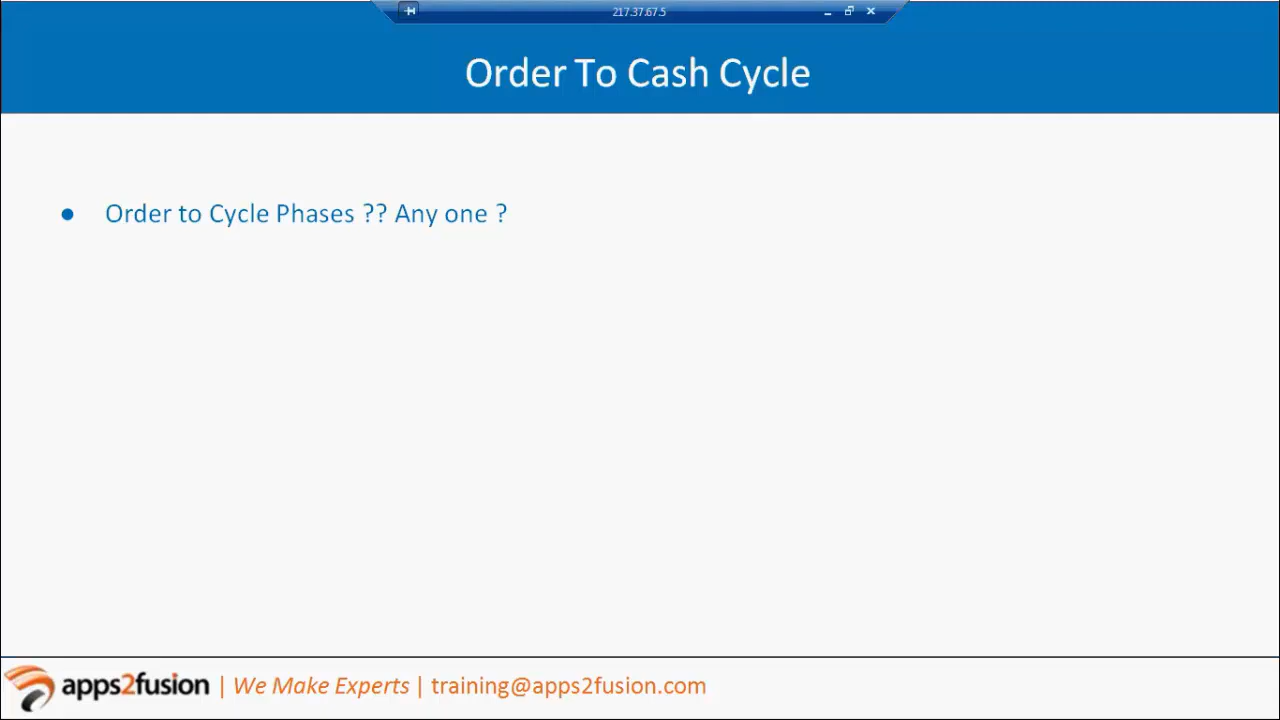 217.37.67.5
Order To Cash Cycle
● Order to Cycle Phases ?? Any one ?
apps2fusion | We Make Experts | training@apps2fusion.com